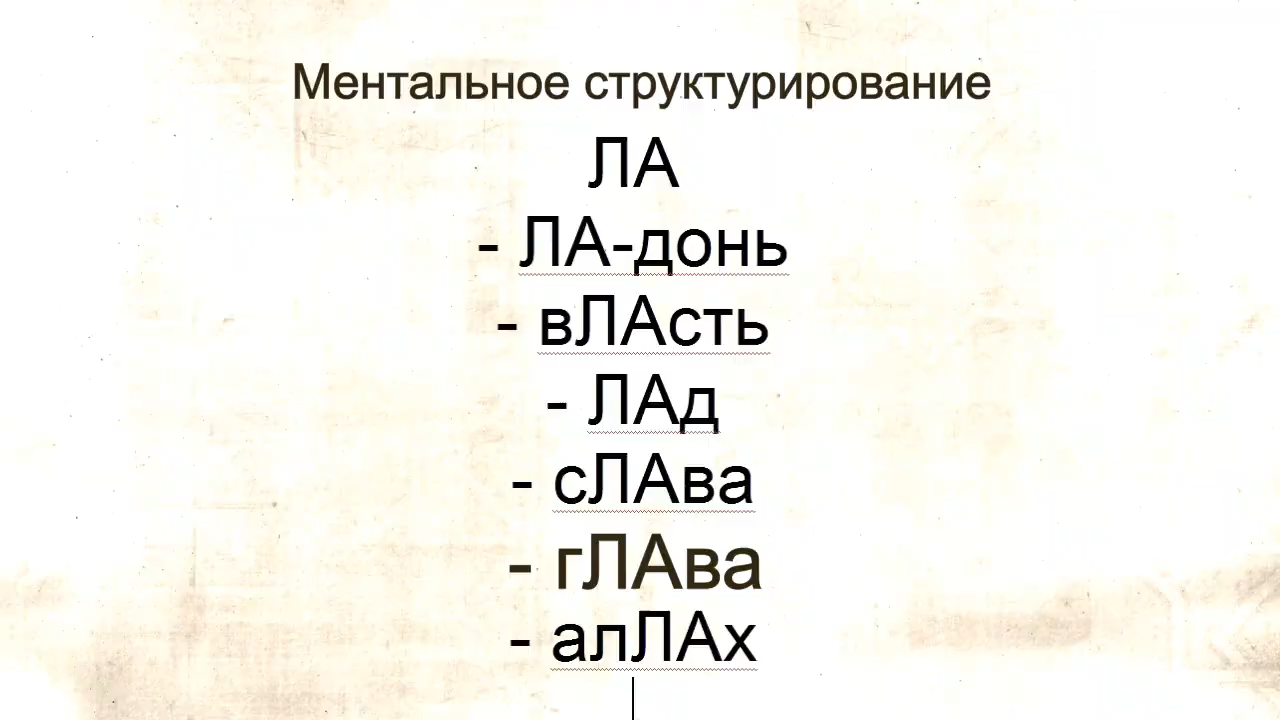 Ментальное структурирование
ЛА
- ЛА-донь
- вЛАсть
- ЛАд
- сЛАва
- гЛАва
- алЛАх